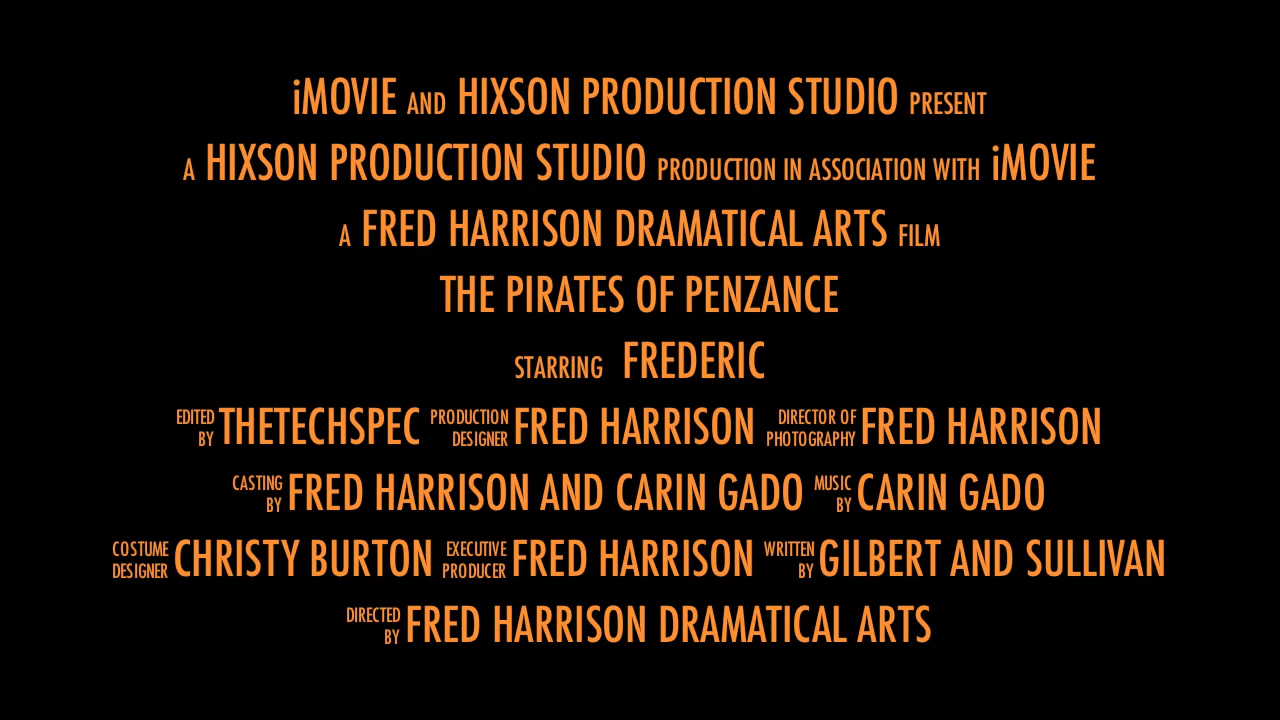 iMOVIE AND HIXSON PRODUCTION STUDIO PRESENT
A HIXSON PRODUCTION STUDIO PRODUCTION IN ASSOCIATION WITH iMOVIE
A FRED HARRISON DRAMATICAL ARTS FILM
THE PIRATES OF PENZANCE
STARRING FREDERIC
EDITED BY THETECHSPEC PRODUCTION DESIGNER FRED HARRISON DIRECTOR OF PHOTOGRAPHY FRED HARRISON
CASTING BY FRED HARRISON AND CARIN GADO MUSIC BY CARIN GADO
COSTUME DESIGNER CHRISTY BURTON EXECUTIVE PRODUCER FRED HARRISON WRITTEN BY GILBERT AND SULLIVAN
DIRECTED BY FRED HARRISON DRAMATICAL ARTS